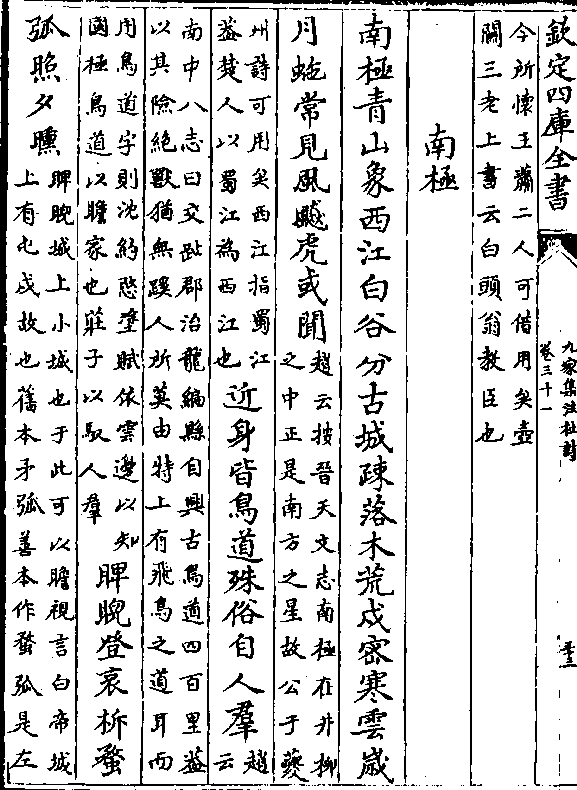 欽定四庫全書
九家集注杜詩
卷三十一
今所懷王蕭二人可借用矣壺
關三老上書云白頭翁教臣也
南極
南極青山象西江白谷分古城疎落木荒戍密寒雲歲
月蛇常見風飇虎或聞
趙云按晉天文志南極在井柳
之中正是南方之星故公于夔
州詩可用矣西江指蜀江
葢楚人以蜀江為西江也
近身皆鳥道殊俗自人羣
趙
云
南中八志曰交趾郡治龍編縣自興古鳥道四百里葢
以其險絶獸猶無蹊人所莫由特上有飛鳥之道耳而
用鳥道字則沈約愍塗賦依雲邊以知
國極鳥道以瞻家也莊子以馭人羣
睥睨登哀柝蝥
弧照夕曛
睥睨城上小城也于此可以瞻視言白帝城
上有屯戍故也舊本矛弧善本作蝥弧是左